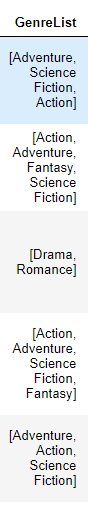 GenreList
[Adventure,
Science
Fiction,
Action]
[Action,
Adventure,
Fantasy,
Science
Fiction]
[Drama,
Romance]
[Action,
Adventure,
Science
Fiction,
Fantasy]
[Adventure,
Action,
Science
Fiction]